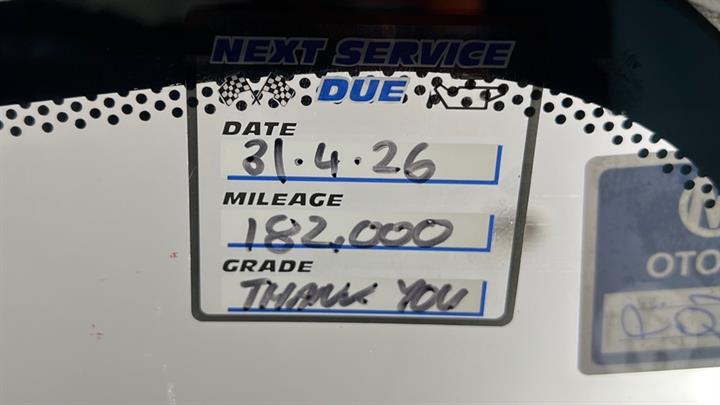 NEXT SERVICE
DUE
DATE
31.4.26
MILEAGE
182,000
GRADE
THANK YOU
OTO